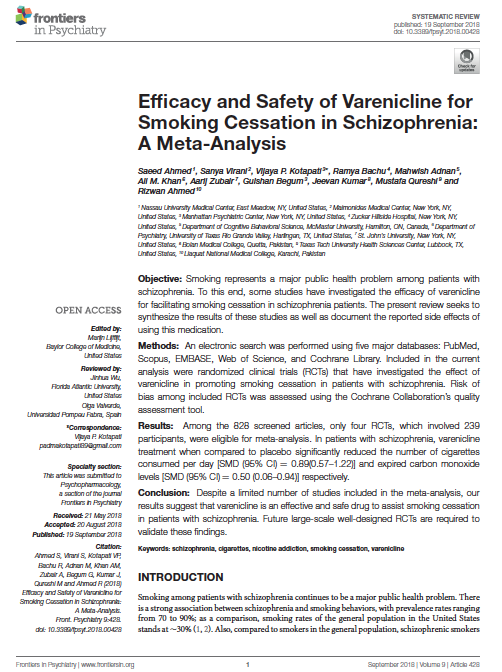 frontiers
in Psychiatry
SYSTEMATIC REVIEW
published: 19 September 2018
doi: 10.3389/fpsyt.2018.00428
Check for
updates
Efficacy and Safety of Varenicline for
Smoking Cessation in Schizophrenia:
A Meta-Analysis
Saeed Ahmed 1, Sanya Virani 2, Vijaya P. Kotapati 3*, Ramya Bachu 4, Mahwish Adnan 5,
Ali M. Khan 6, Aarij Zubair 7, Gulshan Begum 3, Jeevan Kumar 8, Mustafa Qureshi 9 and
Rizwan Ahmed 10
1 Nassau University Medical Center, East Meadow, NY, United States, 2 Maimonides Medical Center, New York, NY,
United States, 3 Manhattan Psychiatric Center, New York, NY, United States, 4 Zucker Hillside Hospital, New York, NY,
United States, 5 Department of Cognitive Behavioral Science, McMaster University, Hamilton, ON, Canada, 6 Department of
Psychiatry, University of Texas Rio Grande Valley, Harlingen, TX, United States, 7 St. John's University, New York, NY,
United States, 8 Bolan Medical College, Quetta, Pakistan, 9 Texas Tech University Health Sciences Center, Lubbock, TX,
United States, 10 Liaquat National Medical College, Karachi, Pakistan
Objective: Smoking represents a major public health problem among patients with
schizophrenia. To this end, some studies have investigated the efficacy of varenicline
for facilitating smoking cessation in schizophrenia patients. The present review seeks to
synthesize the results of these studies as well as document the reported side effects of
using this medication.
Methods: An electronic search was performed using five major databases: PubMed,
Scopus, EMBASE, Web of Science, and Cochrane Library. Included in the current
analysis were randomized clinical trials (RCTs) that have investigated the effect of
varenicline in promoting smoking cessation in patients with schizophrenia. Risk of
bias among included RCTs was assessed using the Cochrane Collaboration's quality
assessment tool.
Results: Among the 828 screened articles, only four RCTs, which involved 239
participants, were eligible for meta-analysis. In patients with schizophrenia, varenicline
treatment when compared to placebo significantly reduced the number of cigarettes
consumed per day [SMD (95% CI) = 0.89(0.57–1.22)] and expired carbon monoxide
levels [SMD (95% CI) = 0.50 (0.06–0.94)] respectively.
Conclusion: Despite a limited number of studies included in the meta-analysis, our
results suggest that varenicline is an effective and safe drug to assist smoking cessation
in patients with schizophrenia. Future large-scale well-designed RCTs are required to
validate these findings.
Keywords: schizophrenia, cigarettes, nicotine addiction, smoking cessation, varenicline
OPEN ACCESS
Edited by:
Marijn
Baylor College of Medicine,
United States
Reviewed by:
Jinhua Wu,
Florida Atlantic University,
United States
Olga Valverde,
Universidad Pompeu Fabra, Spain
*Correspondence:
Vijaya P. Kotapati
padmakotapati89@gmail.com
Specialty section:
This article was submitted to
Psychopharmacology,
a section of the journal
Frontiers in Psychiatry
Received: 21 May 2018
Accepted: 20 August 2018
Published: 19 September 2018
Citation:
Ahmed S, Virani S, Kotapati VP,
Bachu R, Adnan M, Khan AM,
Zubair A, Begum G, Kumar J,
Qureshi M and Ahmed R (2018)
Efficacy and Safety of Varenicline for
Smoking Cessation in Schizophrenia:
A Meta-Analysis.
Front. Psychiatry 9:428.
doi: 10.3389/fpsyt.2018.00428
INTRODUCTION
Smoking among patients with schizophrenia continues to be a major public health problem. There
is a strong association between schizophrenia and smoking behaviors, with prevalence rates ranging
from 70 to 90%; as a comparison, smoking rates of the general population in the United States
stands at ~30% (1, 2). Also, compared to smokers in the general population, schizophrenic smokers
Frontiers in Psychiatry | www.frontiersin.org
1
September 2018 | Volume 9 | Article 428